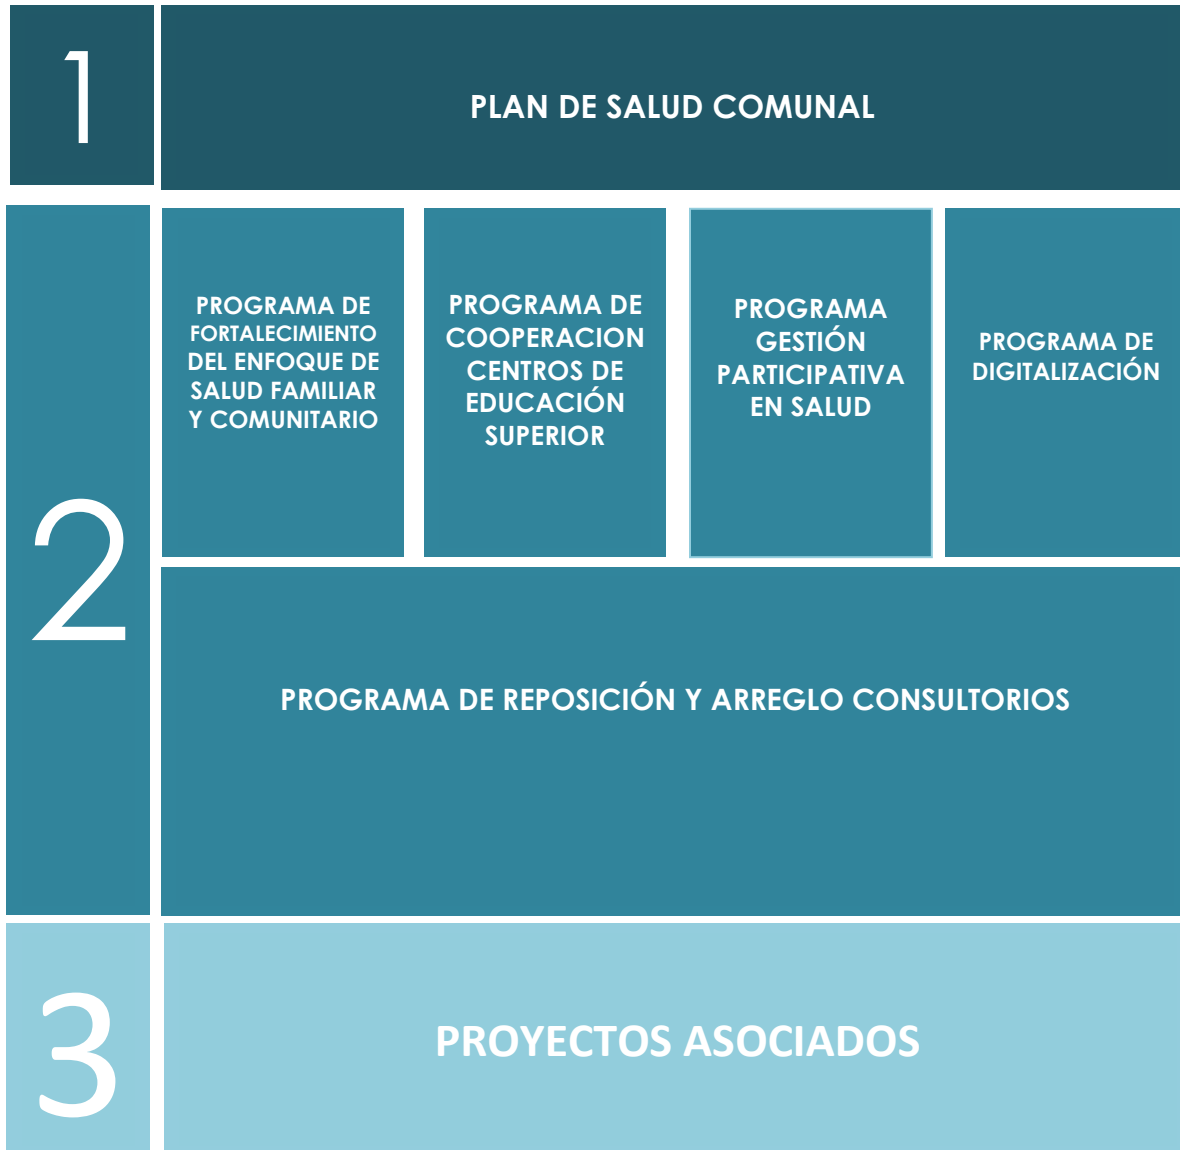 1
PLAN DE SALUD COMUNAL
2
PROGRAMA DE
FORTALECIMIENTO
DEL ENFOQUE DE
SALUD FAMILIAR
Y COMUNITARIO
PROGRAMA DE
COOPERACION
CENTROS DE
EDUCACIÓN
SUPERIOR
PROGRAMA
GESTIÓN
PARTICIPATIVA
EN SALUD
PROGRAMA DE
DIGITALIZACIÓN
PROGRAMA DE REPOSICIÓN Y ARREGLO CONSULTORIOS
3
PROYECTOS ASOCIADOS